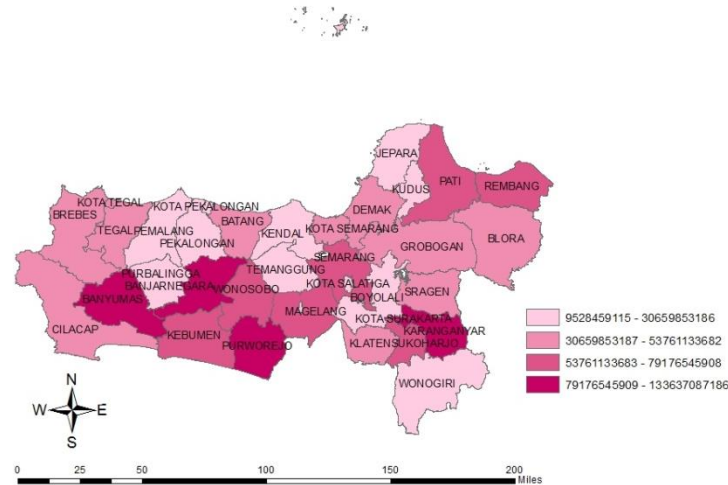 JEPARA
KUDUS
PATI
REMBANG
KOTA TEGAL
KOTA PEKALONGAN
BREBES
TEGAL
PEMALANG
BATANG
DEMAK
KENDAL
KOTA SEMARANG
PEKALONGAN
GROBOGAN
BLORA
SEMARANG
PURBALINGGA
TEMANGGUNG
BANJARNEGARA
WONOSOBO
KOTA SALATIGA
BOYOLALI
SRAGEN
BANYUMAS
CILACAP
KEBUMEN
MAGELANG
KOTA SURAKARTA
KARANGANYAR
PURWOREJO
KLATEN
SUKOHARJO
WONOGIRI
9528459115 - 30659853186
30659853187 - 53761133682
53761133683 - 79176545908
79176545909 - 133637087186
N
W E
S
0 25 50 100 150 200
Miles